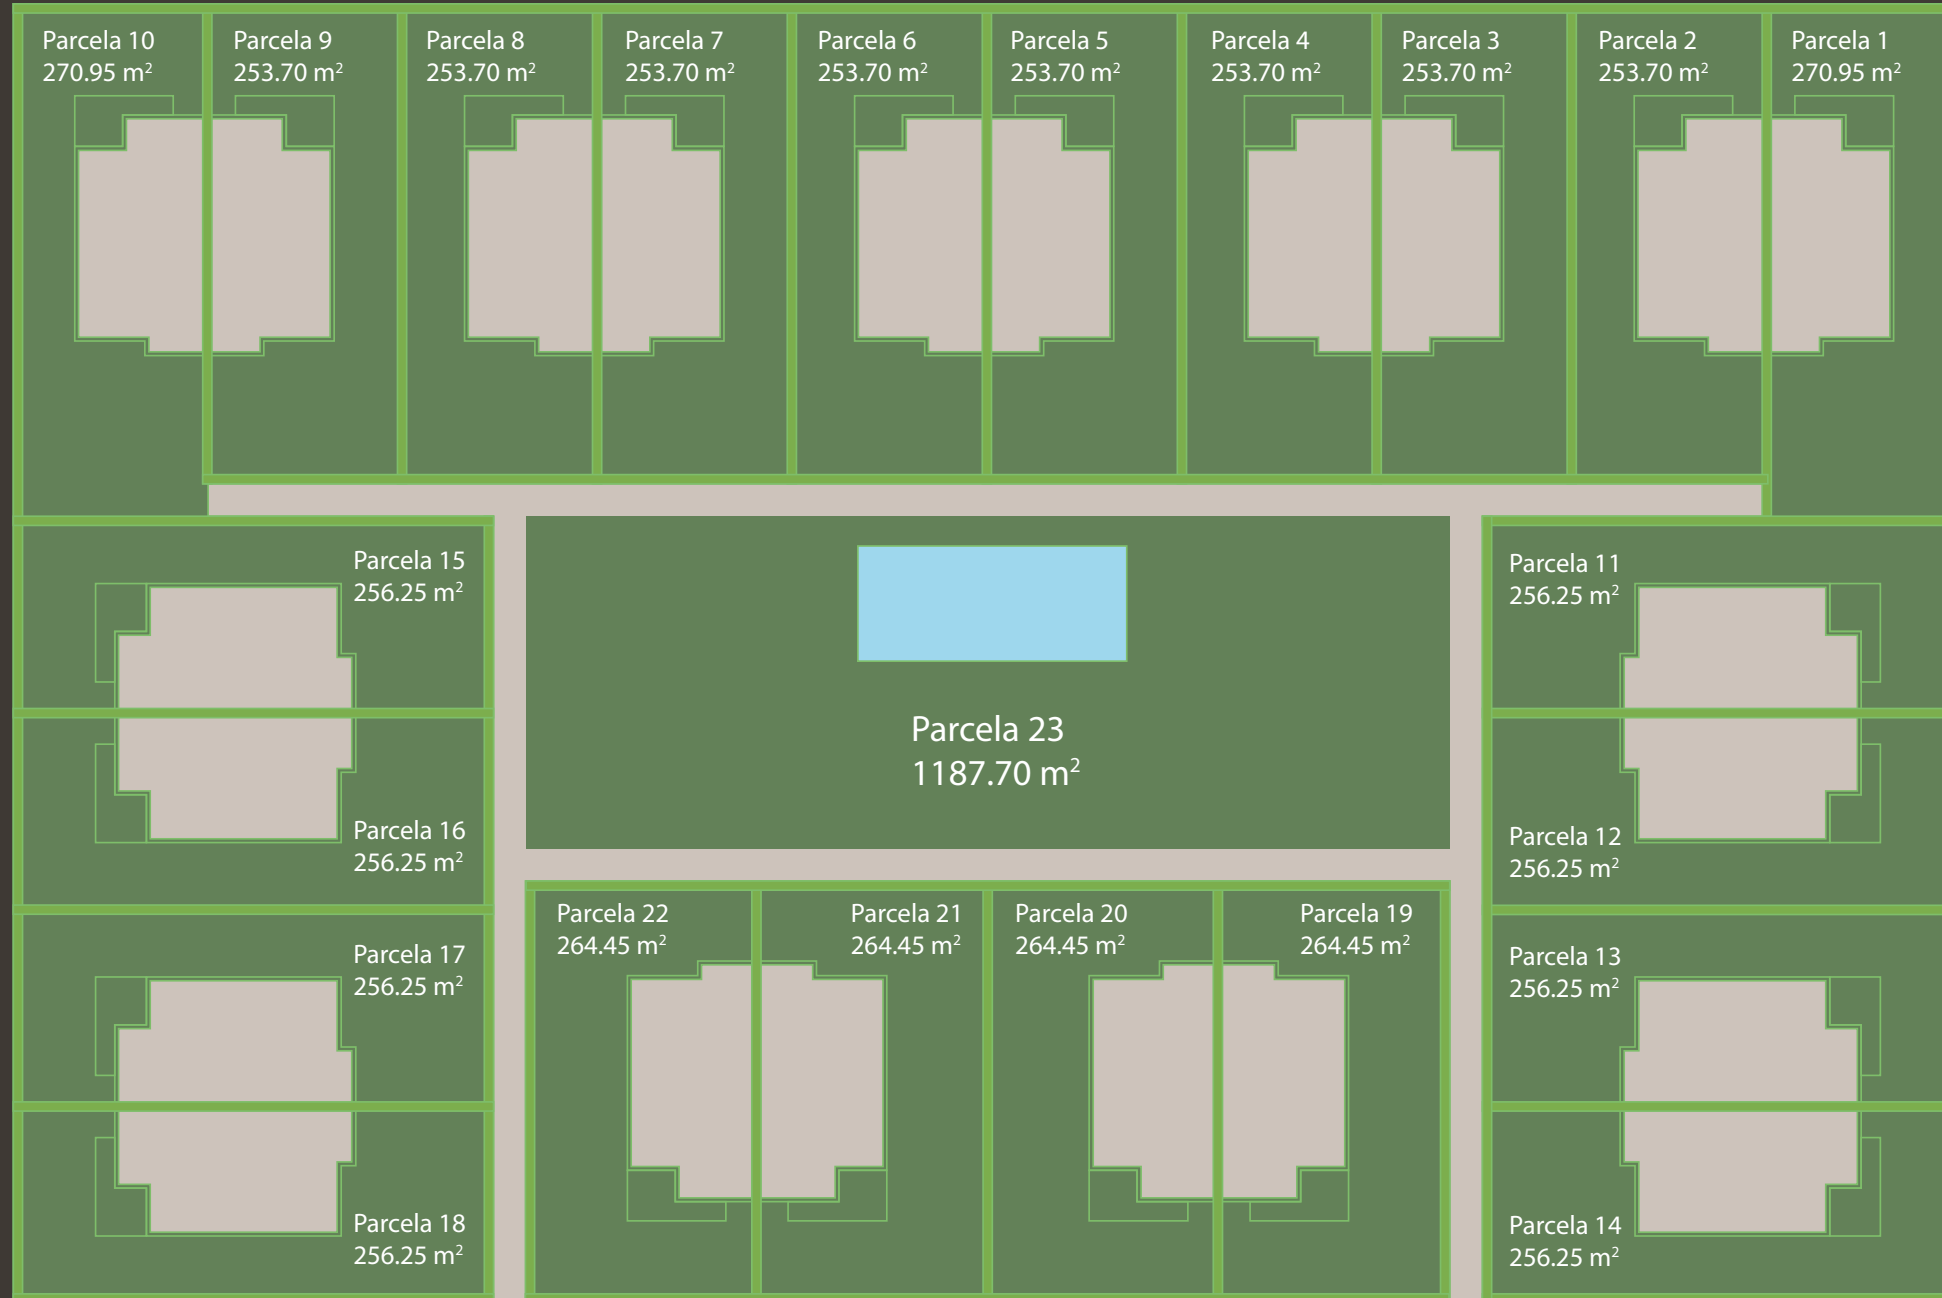 Parcela 10
270.95 m²
Parcela 9
253.70 m²
Parcela 8
253.70 m²
Parcela 7
253.70 m²
Parcela 6
253.70 m²
Parcela 5
253.70 m²
Parcela 4
253.70 m²
Parcela 3
253.70 m²
Parcela 2
253.70 m²
Parcela 1
270.95 m²
Parcela 15
256.25 m²
Parcela 11
256.25 m²
Parcela 23
1187.70 m²
Parcela 16
256.25 m²
Parcela 12
256.25 m²
Parcela 22
264.45 m²
Parcela 21
264.45 m²
Parcela 20
264.45 m²
Parcela 19
264.45 m²
Parcela 17
256.25 m²
Parcela 13
256.25 m²
Parcela 18
256.25 m²
Parcela 14
256.25 m²